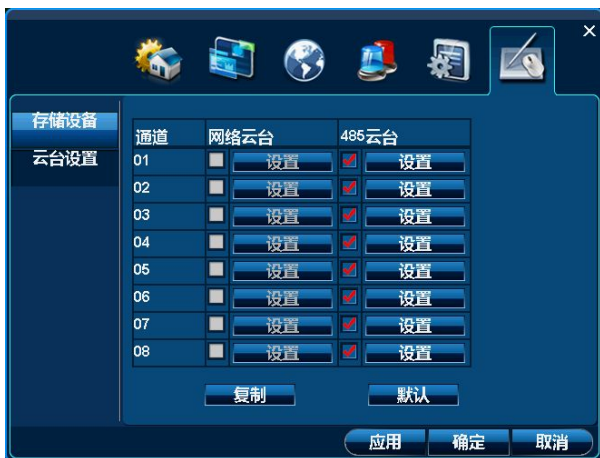 存储设备
云台设置
通道 网络云台 485云台
01 设置 设置
02 设置 设置
03 设置 设置
04 设置 设置
05 设置 设置
06 设置 设置
07 设置 设置
08 设置 设置
复制 默认
应用 确定 取消